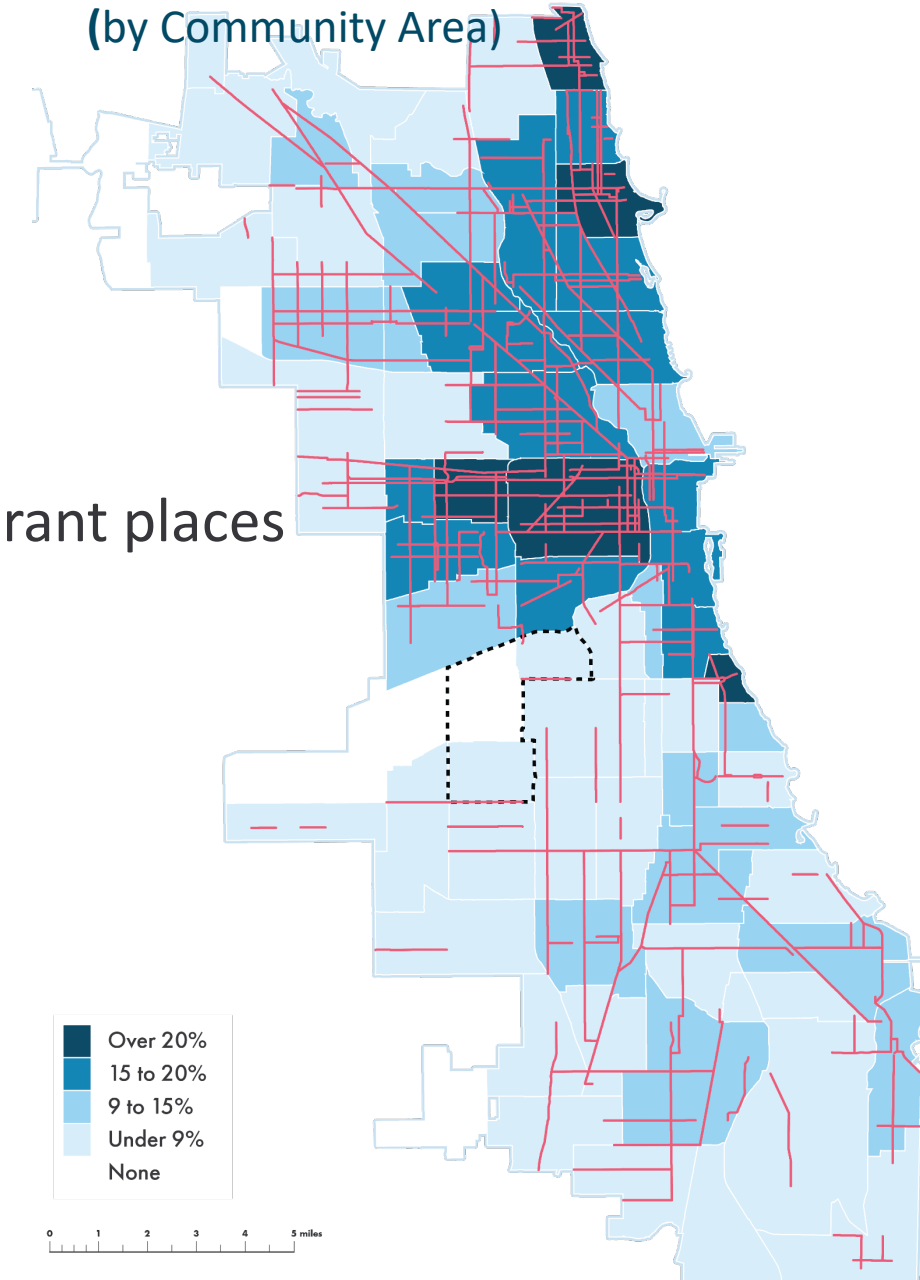 (by Community Area)
rant places
Over 20%
15 to 20%
9 to 15%
Under 9%
None
0 1 2 3 4 5 miles